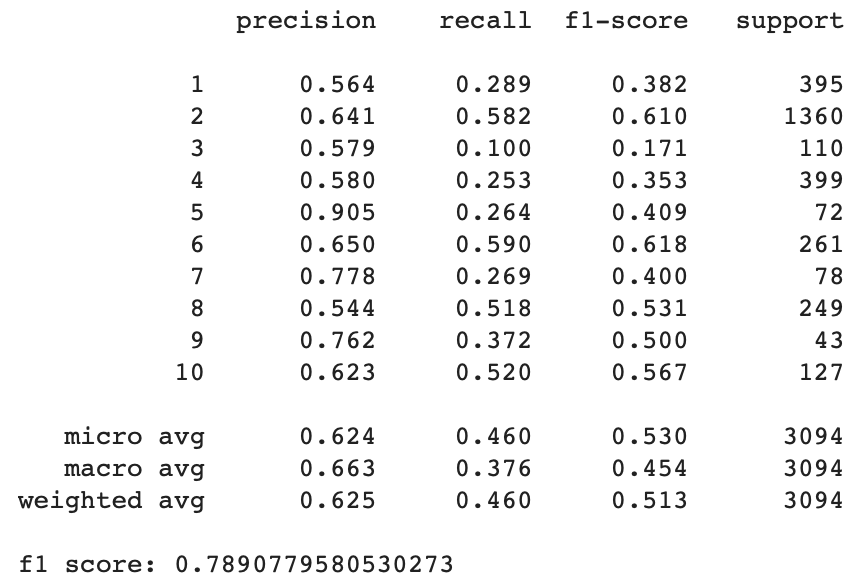 precision recall f1-score support
1 0.564 0.289 0.382 395
2 0.641 0.582 0.610 1360
3 0.579 0.100 0.171 110
4 0.580 0.253 0.353 399
5 0.905 0.264 0.409 72
6 0.650 0.590 0.618 261
7 0.778 0.269 0.400 78
8 0.544 0.518 0.531 249
9 0.762 0.372 0.500 43
10 0.623 0.520 0.567 127
micro avg 0.624 0.460 0.530 3094
macro avg 0.663 0.376 0.454 3094
weighted avg 0.625 0.460 0.513 3094
f1 score: 0.7890779580530273